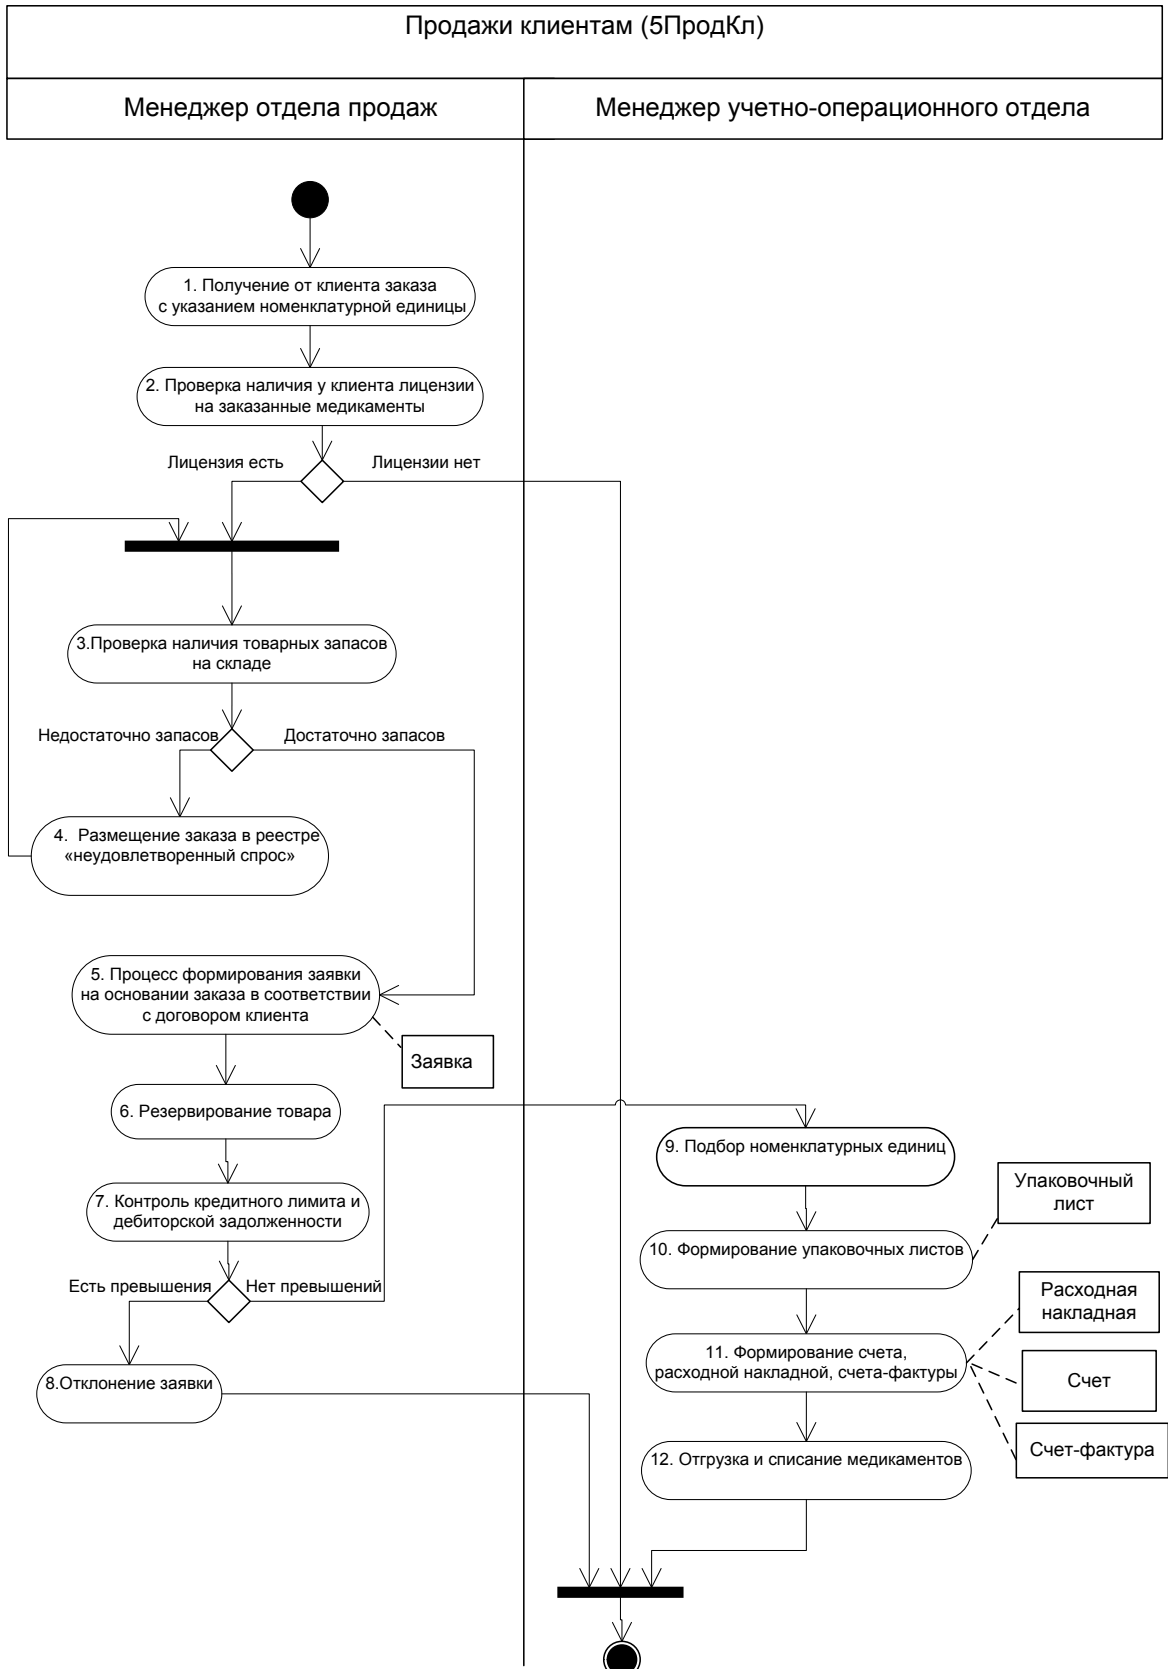 Продажи клиентам (5ПродКл)
Менеджер отдела продаж
Менеджер учетно-операционного отдела
1. Получение от клиента заказа
с указанием номенклатурной единицы
2. Проверка наличия у клиента лицензии
на заказанные медикаменты
Лицензия есть
Лицензии нет
3.Проверка наличия товарных запасов
на складе
Недостаточно запасов
Достаточно запасов
4. Размещение заказа в реестре
«неудовлетворенный спрос»
5. Процесс формирования заявки
на основании заказа в соответствии
с договором клиента
Заявка
6. Резервирование товара
7. Контроль кредитного лимита и
дебиторской задолженности
Есть превышения
Нет превышений
8.Отклонение заявки
9. Подбор номенклатурных единиц
Упаковочный
лист
10. Формирование упаковочных листов
Расходная
накладная
11. Формирование счета,
расходной накладной, счета-фактуры
Счет
Счет-фактура
12. Отгрузка и списание медикаментов